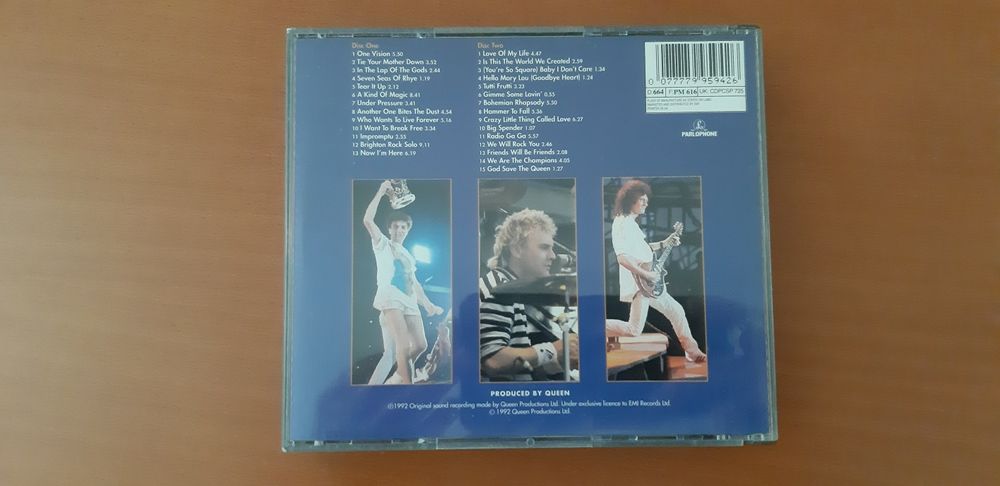 Disc One
1 One Vision 5.50
2 Tie Your Mother Down 3.52
3 In The Lap Of The Gods 2.44
4 Seven Seas Of Rhye 1.19
5 Tear It Up 2.12
6 A Kind Of Magic 8.41
7 Under Pressure 3.41
8 Another One Bites The Dust 4.54
9 Who Wants To Live Forever 5.16
10 I Want To Break Free 3.34
11 Impromptu 2.55
12 Brighton Rock Solo 9.11
13 Now I'm Here 6.19
Disc Two
1 Love Of My Life 4.47
2 Is This The World We Created 2.59
3 (You're So Square) Baby I Don't Care 1.34
4 Hello Mary Lou (Goodbye Heart) 1.24
5 Tutti Frutti 3.23
6 Gimme Some Lovin' 0.55
7 Bohemian Rhapsody 5.50
8 Hammer To Fall 5.36
9 Crazy Little Thing Called Love 6.27
10 Big Spender 1.07
11 Radio Ga Ga 5.57
12 We Will Rock You 2.46
13 Friends Will Be Friends 2.08
14 We Are The Champions 4.05
15 God Save The Queen 1.27
0 077779 959426
D:664 F:PM 616 UK: CDPCSP 725
PARLOPHONE
PRODUCED BY QUEEN
℗1992 Original sound recording made by Queen Productions Ltd. Under exclusive licence to EMI Records Ltd.
© 1992 Queen Productions Ltd.